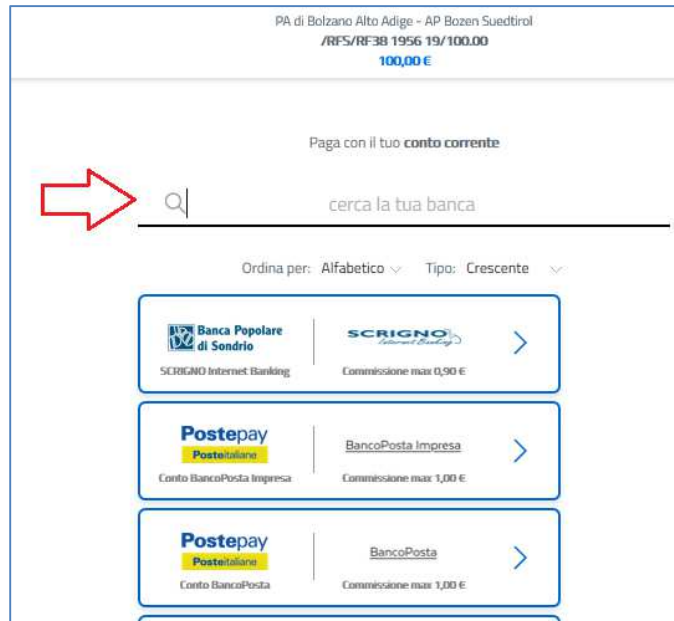 PA di Bolzano Alto Adige - AP Bozen Suedtirol
/RFS/RF38 1956 19/100.00
100,00 €
Paga con il tuo conto corrente
cerca la tua banca
Ordina per: Alfabetico Tipo: Crescente
Banca Popolare
di Sondrio
SCRIGNO
Internet Banking
SCRIGNO Internet Banking
Commissione max 0,90 €
Postepay
Posteitaliane
BancoPosta Impresa
Conto BancoPosta Impresa
Commissione max 1,00 €
Postepay
Posteitaliane
BancoPosta
Conto BancoPosta
Commissione max 1,00 €